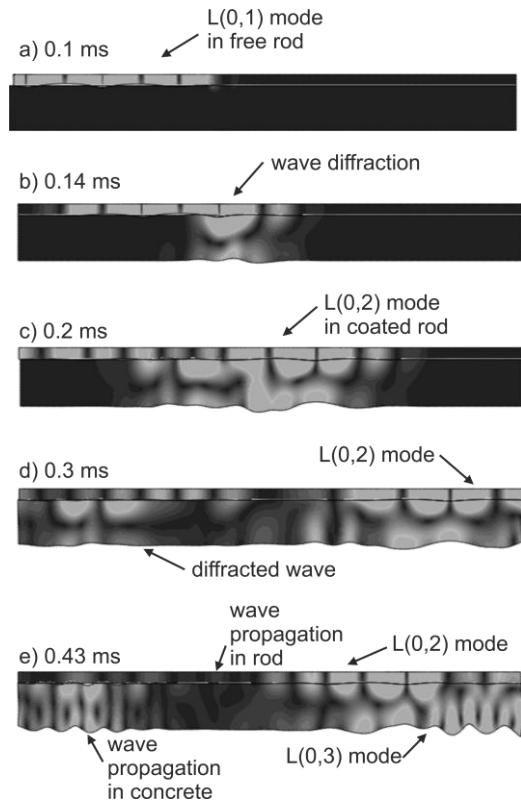 L(0,1) mode
in free rod
a) 0.1 ms
wave diffraction
b) 0.14 ms
L(0,2) mode
in coated rod
c) 0.2 ms
L(0,2) mode
d) 0.3 ms
diffracted wave
wave
propagation
in rod
L(0,2) mode
e) 0.43 ms
wave
propagation
in concrete
L(0,3) mode